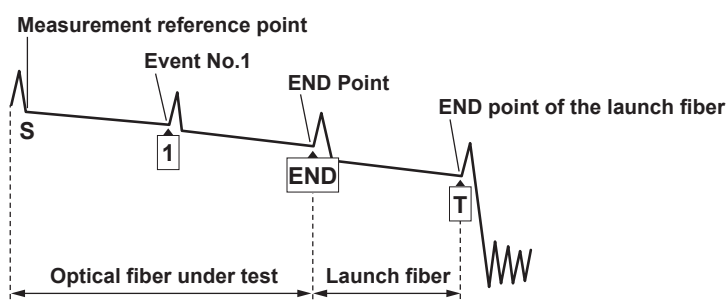 Measurement reference point
Event No.1
END Point
END point of the launch fiber
S
1
END
T
Optical fiber under test
Launch fiber